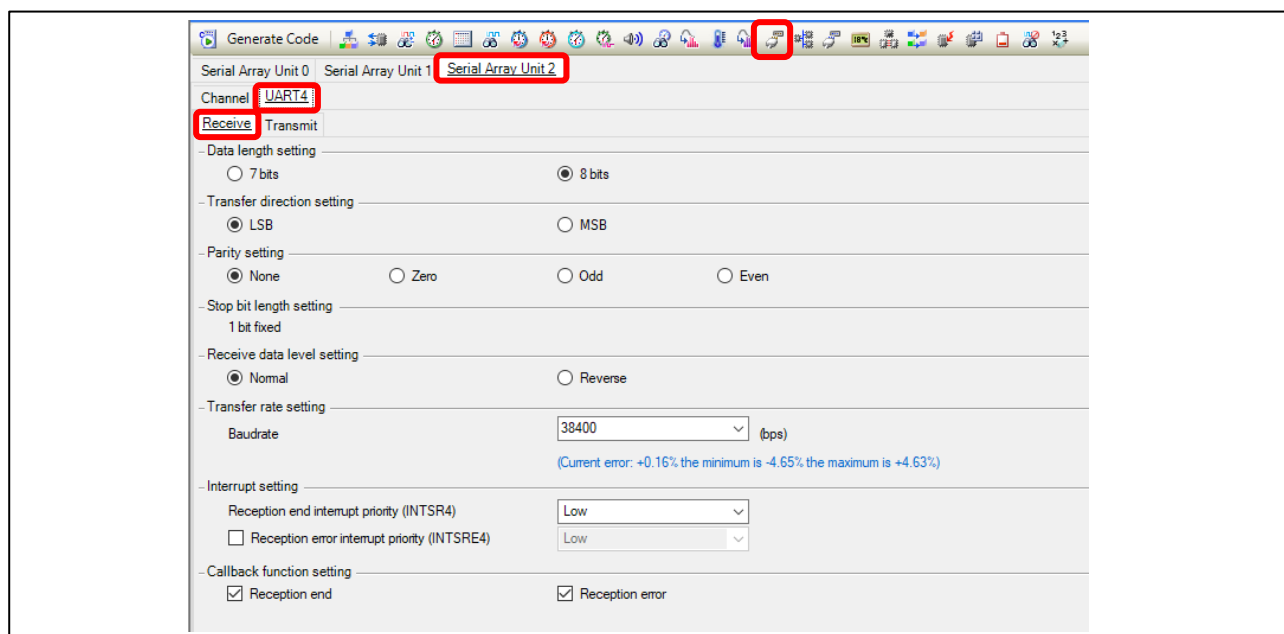 Generate Code
Serial Array Unit 0 Serial Array Unit 1 Serial Array Unit 2
Channel UART4
Receive Transmit
Data length setting
7 bits 8 bits
Transfer direction setting
LSB MSB
Parity setting
None Zero Odd Even
Stop bit length setting
1 bit fixed
Receive data level setting
Normal Reverse
Transfer rate setting
Baudrate 38400 (bps)
(Current error: +0.16% the minimum is -4.65% the maximum is +4.63%)
Interrupt setting
Reception end interrupt priority (INTSR4) Low
Reception error interrupt priority (INTSRE4) Low
Callback function setting
Reception end Reception error